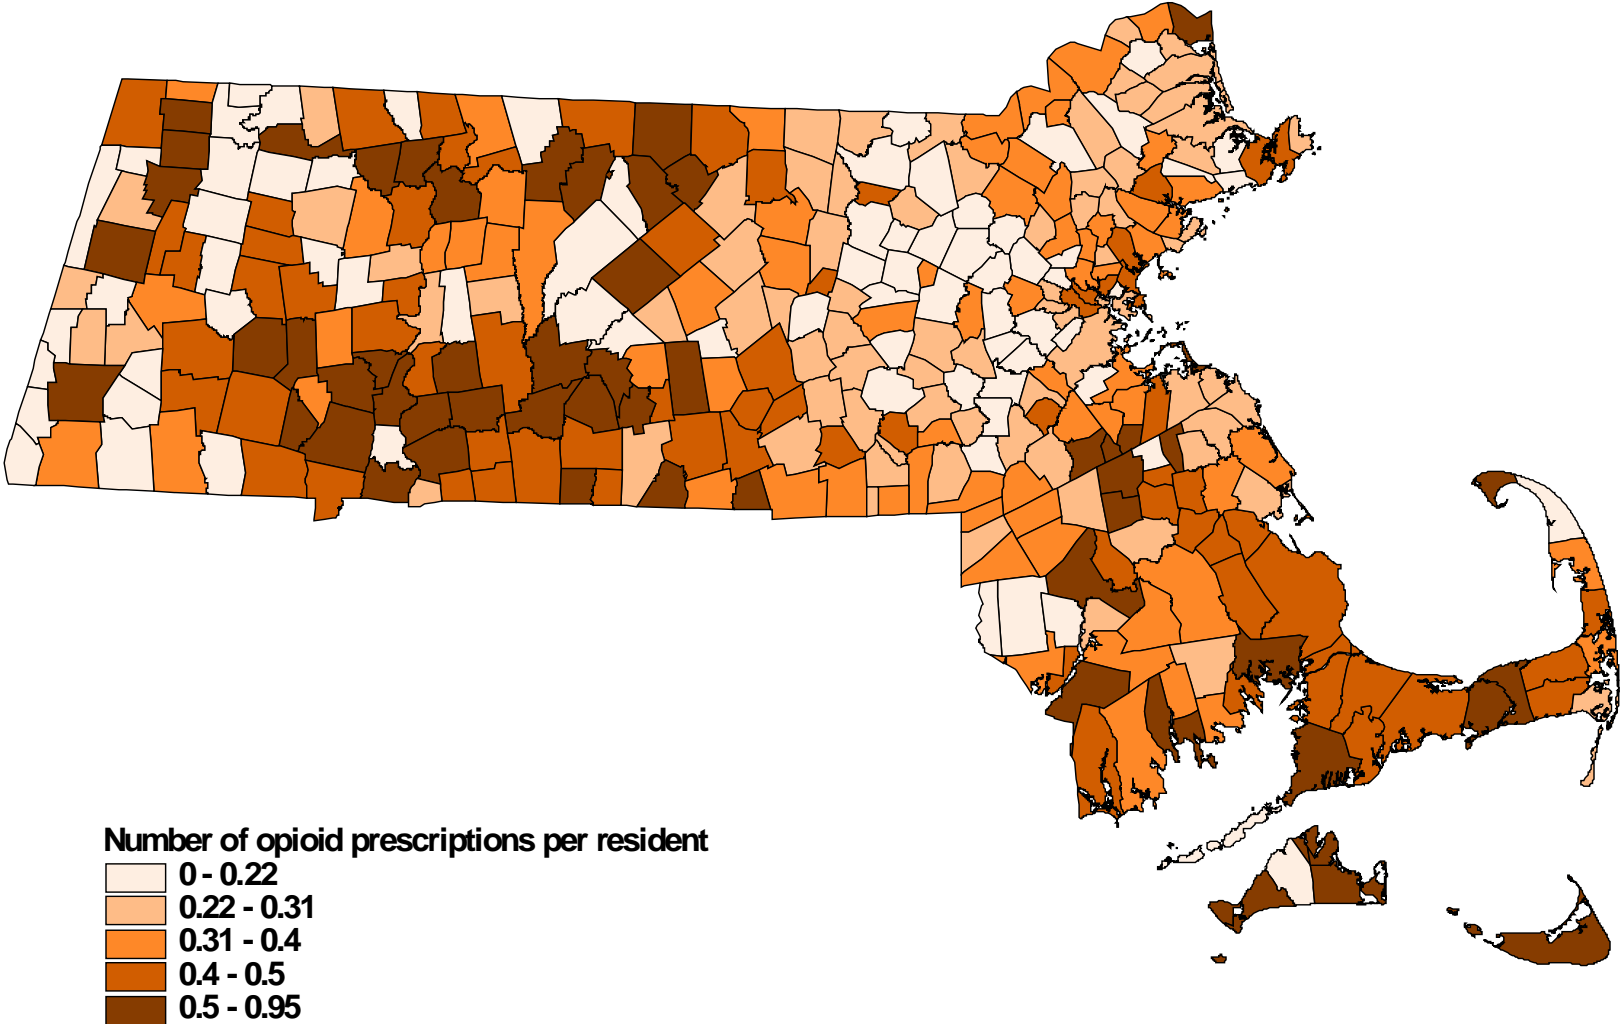 Number of opioid prescriptions per resident
0 - 0.22
0.22 - 0.31
0.31 - 0.4
0.4 - 0.5
0.5 - 0.95